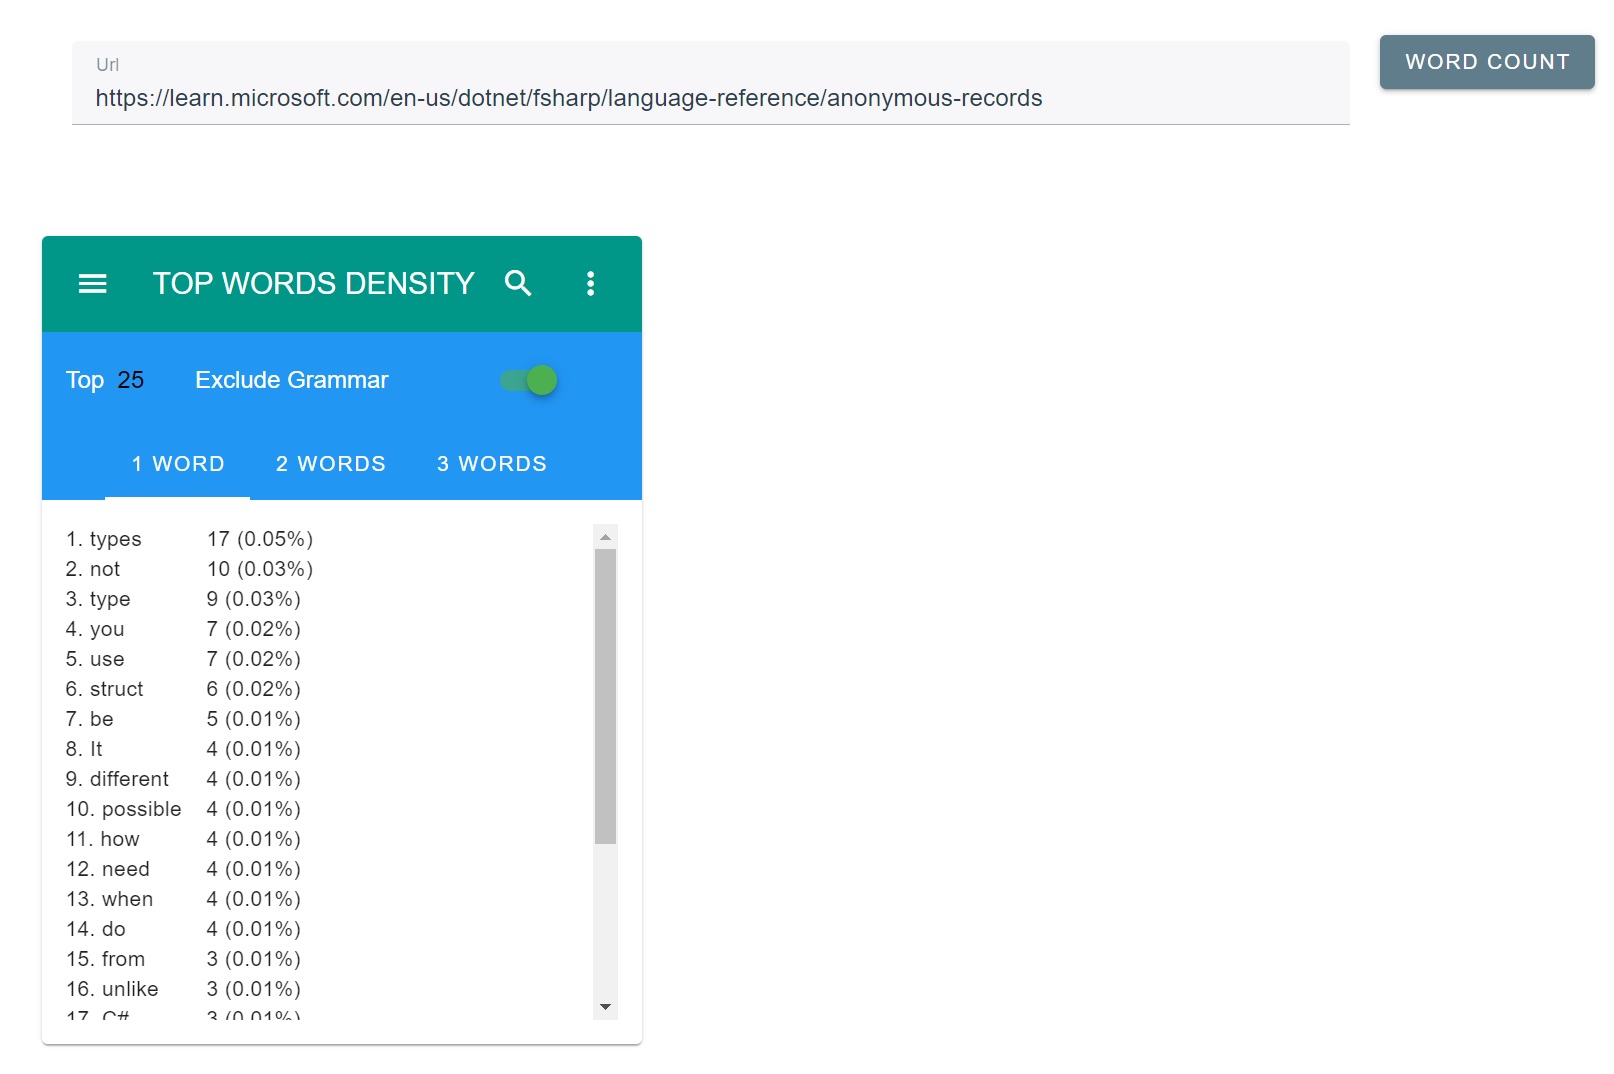 Url
https://learn.microsoft.com/en-us/dotnet/fsharp/language-reference/anonymous-records
WORD COUNT
TOP WORDS DENSITY
Top 25 Exclude Grammar
1 WORD 2 WORDS 3 WORDS
1. types 17 (0.05%)
2. not 10 (0.03%)
3. type 9 (0.03%)
4. you 7 (0.02%)
5. use 7 (0.02%)
6. struct 6 (0.02%)
7. be 5 (0.01%)
8. It 4 (0.01%)
9. different 4 (0.01%)
10. possible 4 (0.01%)
11. how 4 (0.01%)
12. need 4 (0.01%)
13. when 4 (0.01%)
14. do 4 (0.01%)
15. from 3 (0.01%)
16. unlike 3 (0.01%)
17. C# 3 (0.01%)